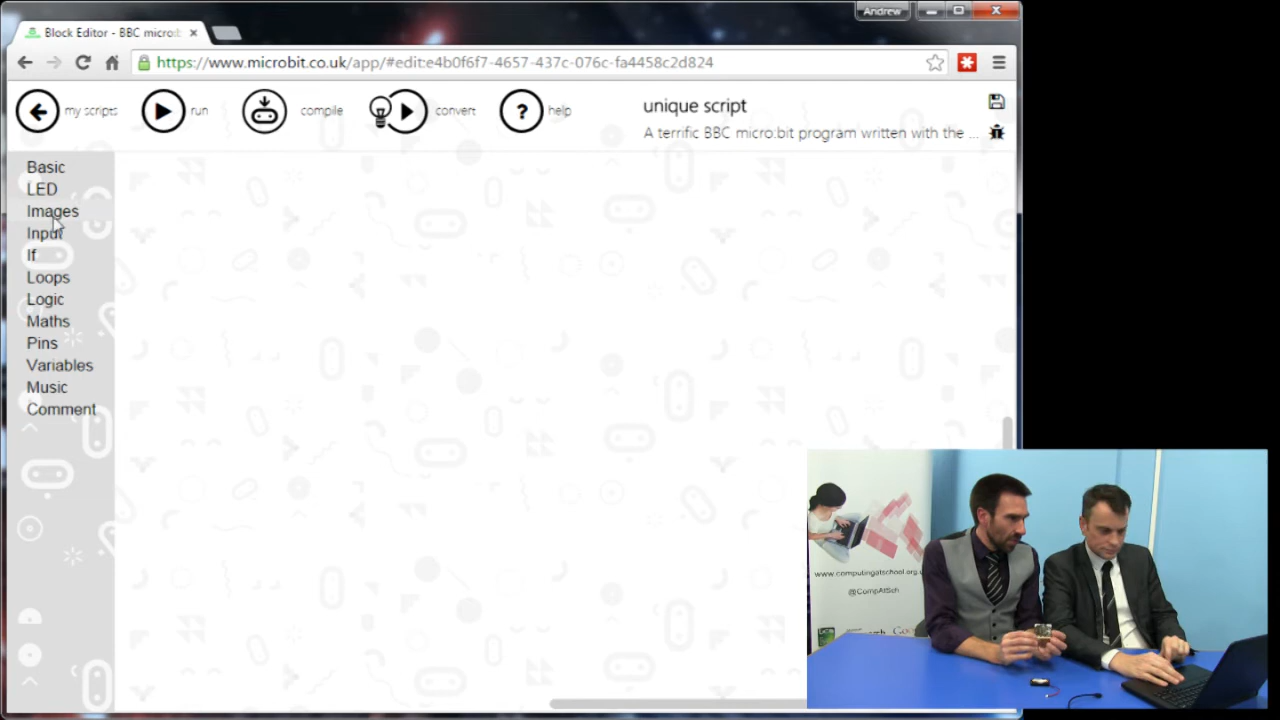 Andrew
Block Editor - BBC micro:b
https://www.microbit.co.uk/app/#edit:e4b0f6f7-4657-437c-076c-fa4458c2d824
my scripts
run
compile
convert
? help
unique script
A terrific BBC micro:bit program written with the ...
Basic
LED
Images
Input
If
Loops
Logic
Maths
Pins
Variables
Music
Comment
www.computingatschool.org.u
@CompAtSch